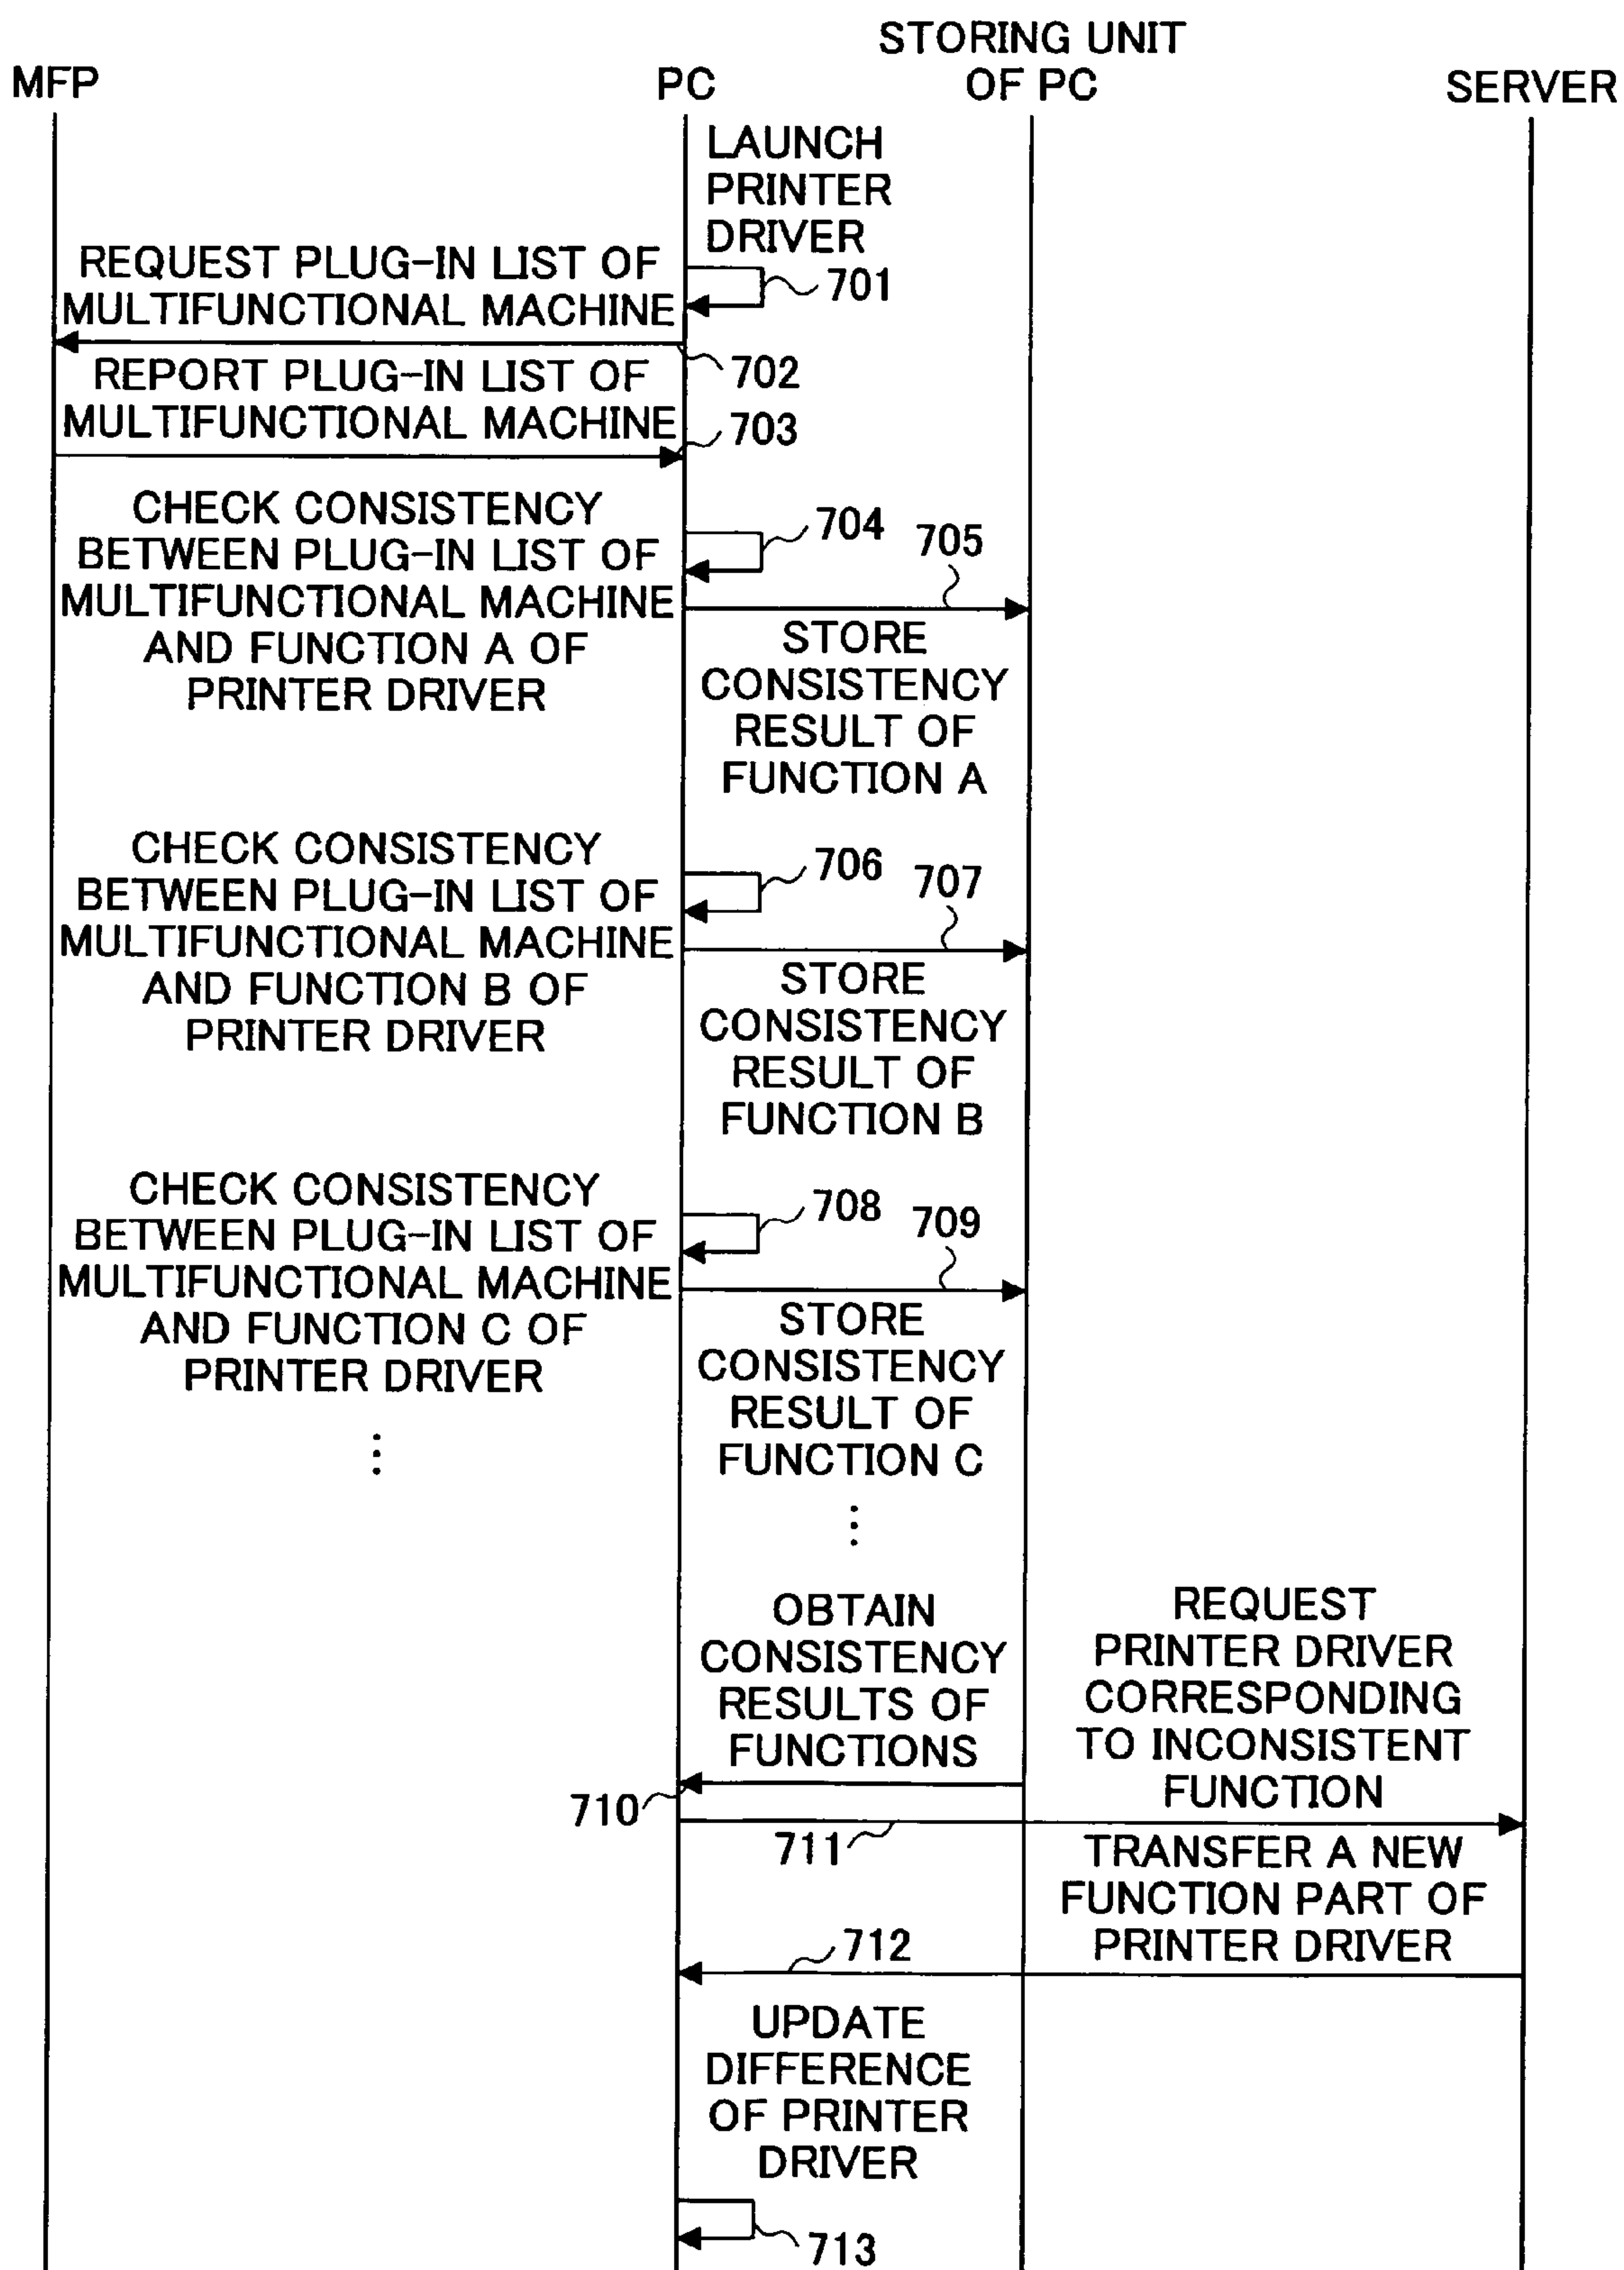 MFP
PC
STORING UNIT
OF PC
SERVER
LAUNCH
PRINTER
DRIVER
701
REQUEST PLUG-IN LIST OF
MULTIFUNCTIONAL MACHINE
702
REPORT PLUG-IN LIST OF
MULTIFUNCTIONAL MACHINE
703
CHECK CONSISTENCY
BETWEEN PLUG-IN LIST OF
MULTIFUNCTIONAL MACHINE
AND FUNCTION A OF
PRINTER DRIVER
704
705
STORE
CONSISTENCY
RESULT OF
FUNCTION A
CHECK CONSISTENCY
BETWEEN PLUG-IN LIST OF
MULTIFUNCTIONAL MACHINE
AND FUNCTION B OF
PRINTER DRIVER
706
707
STORE
CONSISTENCY
RESULT OF
FUNCTION B
CHECK CONSISTENCY
BETWEEN PLUG-IN LIST OF
MULTIFUNCTIONAL MACHINE
AND FUNCTION C OF
PRINTER DRIVER
⋮
708
709
STORE
CONSISTENCY
RESULT OF
FUNCTION C
⋮
OBTAIN
CONSISTENCY
RESULTS OF
FUNCTIONS
710
REQUEST
PRINTER DRIVER
CORRESPONDING
TO INCONSISTENT
FUNCTION
711
TRANSFER A NEW
FUNCTION PART OF
PRINTER DRIVER
712
UPDATE
DIFFERENCE
OF PRINTER
DRIVER
713